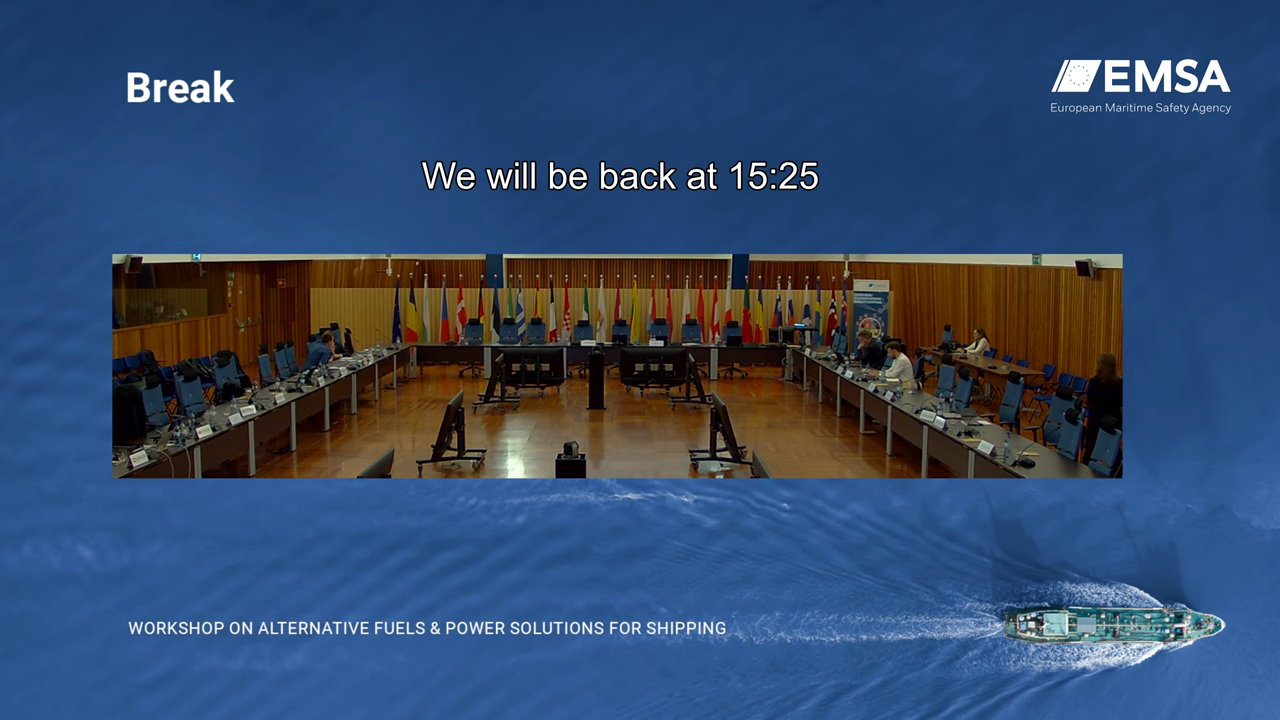 Break
EMSA
European Maritime Safety Agency
We will be back at 15:25
WORKSHOP ON ALTERNATIVE FUELS & POWER SOLUTIONS FOR SHIPPING